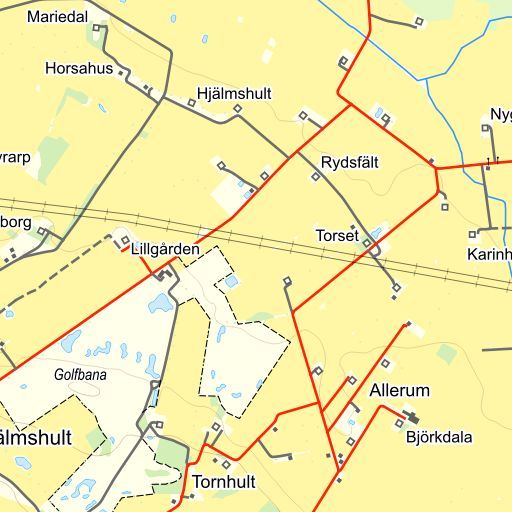 Mariedal
Horsahus
Hjälmshult
Nyg
yrarp
Rydsfält
borg
Lillgården
Torset
Karinh
Golfbana
Allerum
älmshult
Björkdala
Tornhult